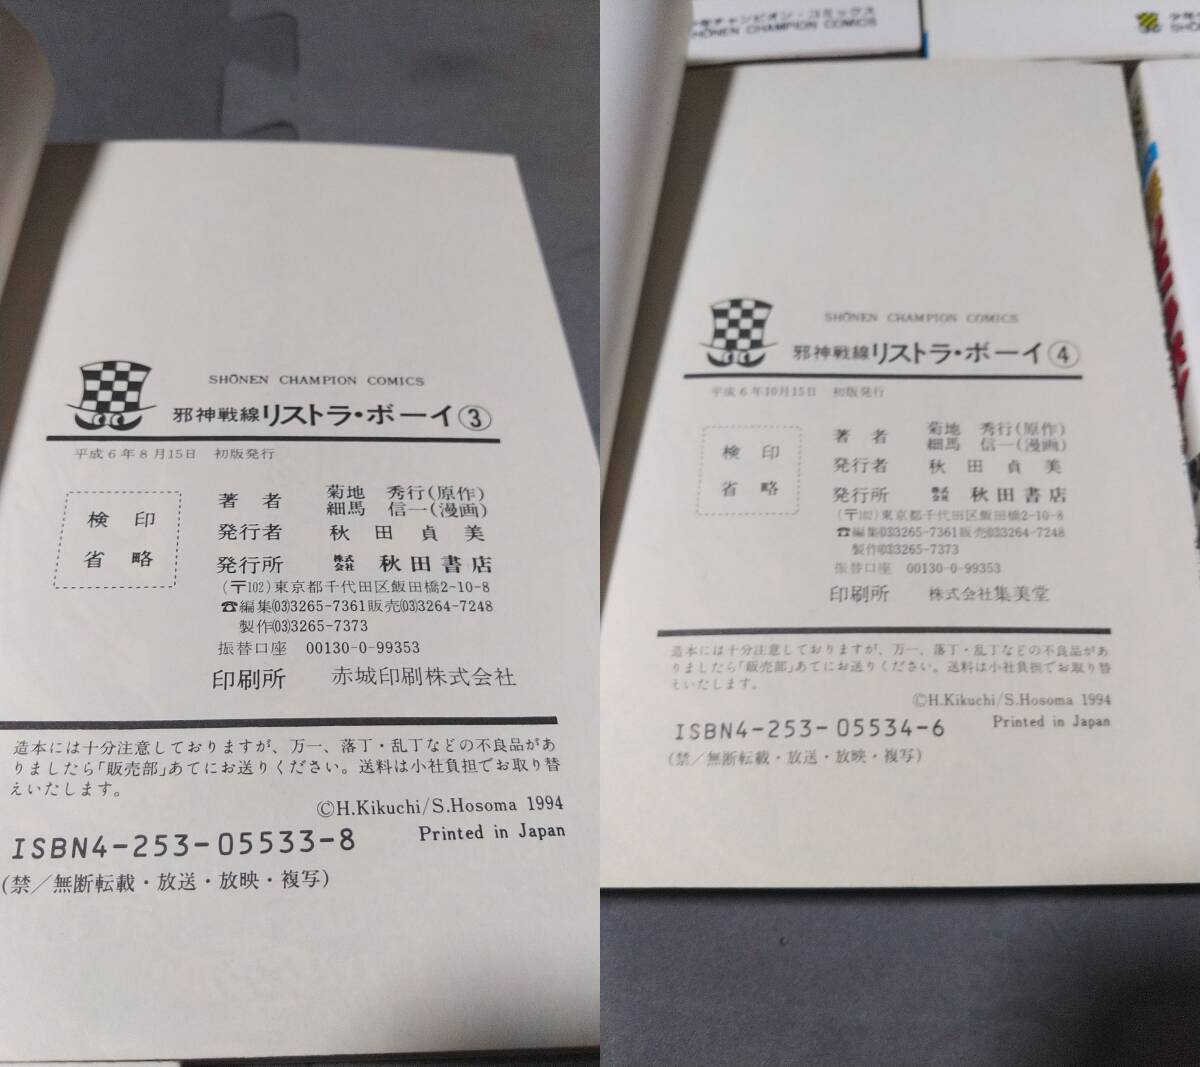 SHŌNEN CHAMPION COMICS
邪神戦線リストラ・ボーイ③
平成6年8月15日 初版発行
検印
省略
著者 菊地 秀行(原作)
細馬 信一(漫画)
発行者 秋田貞美
発行所 株式会社 秋田書店
(〒102)東京都千代田区飯田橋2-10-8
☎編集(03)3265-7361販売(03)3264-7248
製作(03)3265-7373
振替口座 00130-0-99353
印刷所 赤城印刷株式会社
造本には十分注意しておりますが、万一、落丁・乱丁などの不良品があ
りましたら「販売部」あてにお送りください。送料は小社負担でお取り替
えいたします。
©H.Kikuchi/S.Hosoma 1994
Printed in Japan
ISBN4-253-05533-8
(禁/無断転載・放送・放映・複写)
少年チャンピオン・コミックス
SHŌNEN CHAMPION COMICS
SHŌNEN CHAMPION COMICS
邪神戦線リストラ・ボーイ④
平成6年10月15日 初版発行
検印
省略
著者 菊地 秀行(原作)
細馬 信一(漫画)
発行者 秋田貞美
発行所 株式会社 秋田書店
(〒102)東京都千代田区飯田橋2-10-8
☎編集(03)3265-7361販売(03)3264-7248
製作(03)3265-7373
振替口座 00130-0-99353
印刷所 株式会社集美堂
造本には十分注意しておりますが、万一、落丁・乱丁などの不良品があ
りましたら「販売部」あてにお送りください。送料は小社負担でお取り替
えいたします。
©H.Kikuchi/S.Hosoma 1994
Printed in Japan
ISBN4-253-05534-6
(禁/無断転載・放送・放映・複写)